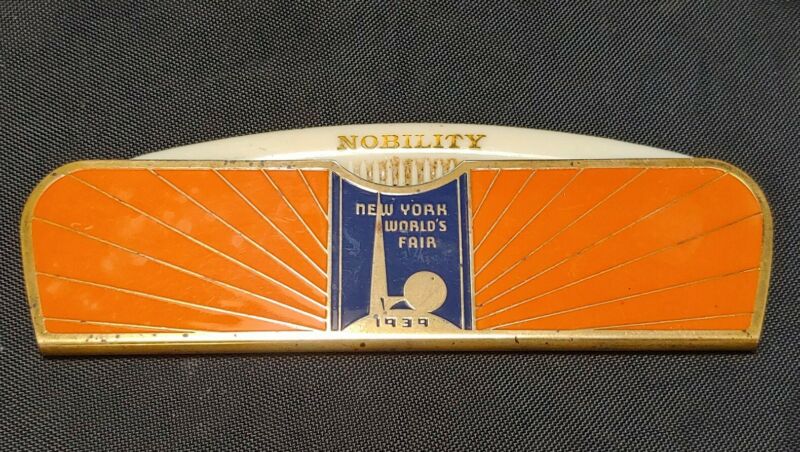 NOBILITY
NEW YORK
WORLD'S
FAIR
1939